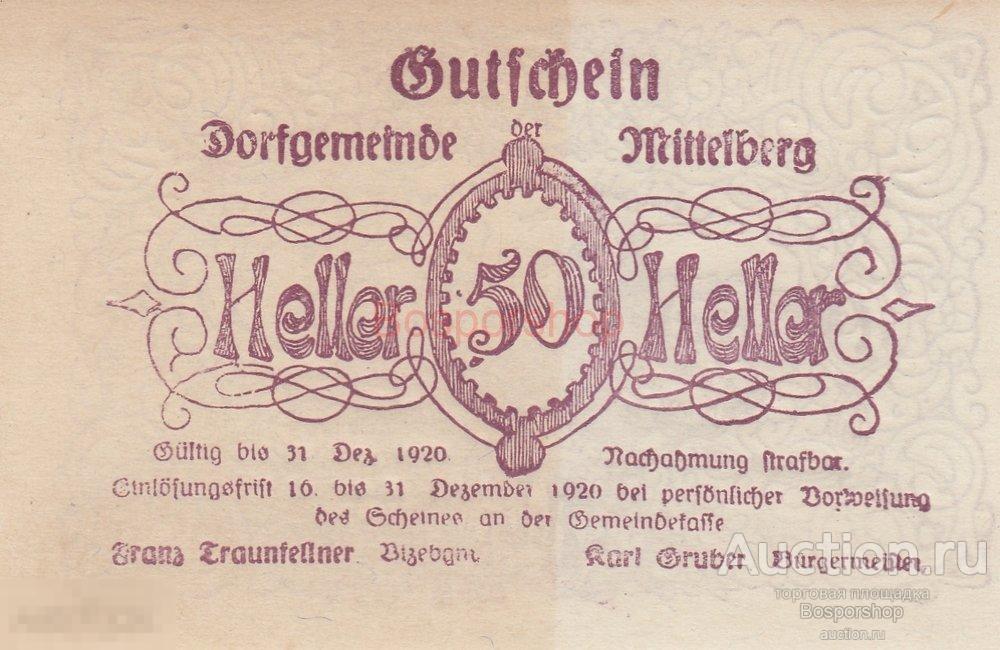 Gutschein
der
Dorfgemeinde Mittelberg
Heller 50 Heller
Bosporshop
Gültig bis 31 Dez. 1920. Nachahmung strafbar.
Einlösungsfrist 16. bis 31 Dezember 1920 bei persönlicher Vorweisung
des Scheines an der Gemeindekasse
Franz Traunfellner, Vizebgm. Karl Gruber, Bürgermeister.
Auction.ru
торговая площадка
Bosporshop
auction.ru